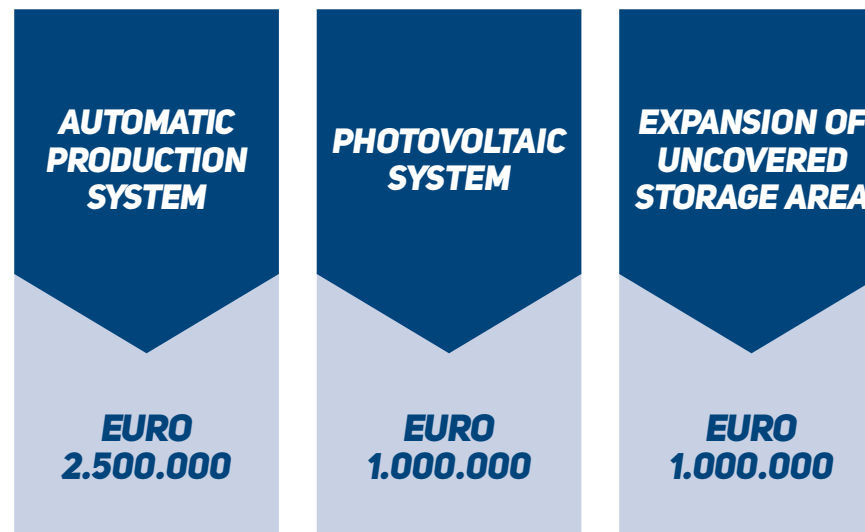 AUTOMATIC
PRODUCTION
SYSTEM
EURO
2.500.000
PHOTOVOLTAIC
SYSTEM
EURO
1.000.000
EXPANSION OF
UNCOVERED
STORAGE AREA
EURO
1.000.000